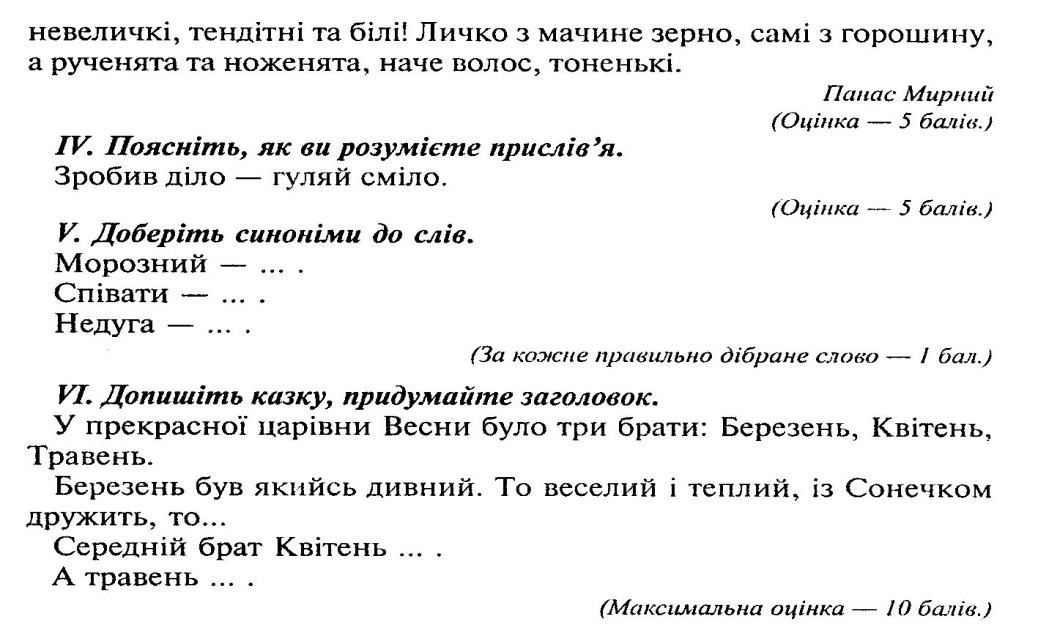 невеличкі, тендітні та білі! Личко з мачине зерно, самі з горошину,
а рученята та ноженята, наче волос, тоненькі.
Панас Мирний
(Оцінка — 5 балів.)
IV. Поясніть, як ви розумієте прислів’я.
Зробив діло — гуляй сміло.
(Оцінка — 5 балів.)
V. Доберіть синоніми до слів.
Морозний — ... .
Співати — ... .
Недуга — ... .
(За кожне правильно дібране слово — 1 бал.)
VI. Допишіть казку, придумайте заголовок.
У прекрасної царівни Весни було три брати: Березень, Квітень,
Травень.
Березень був якийсь дивний. То веселий і теплий, із Сонечком
дружить, то...
Середній брат Квітень ... .
А травень ... .
(Максимальна оцінка — 10 балів.)